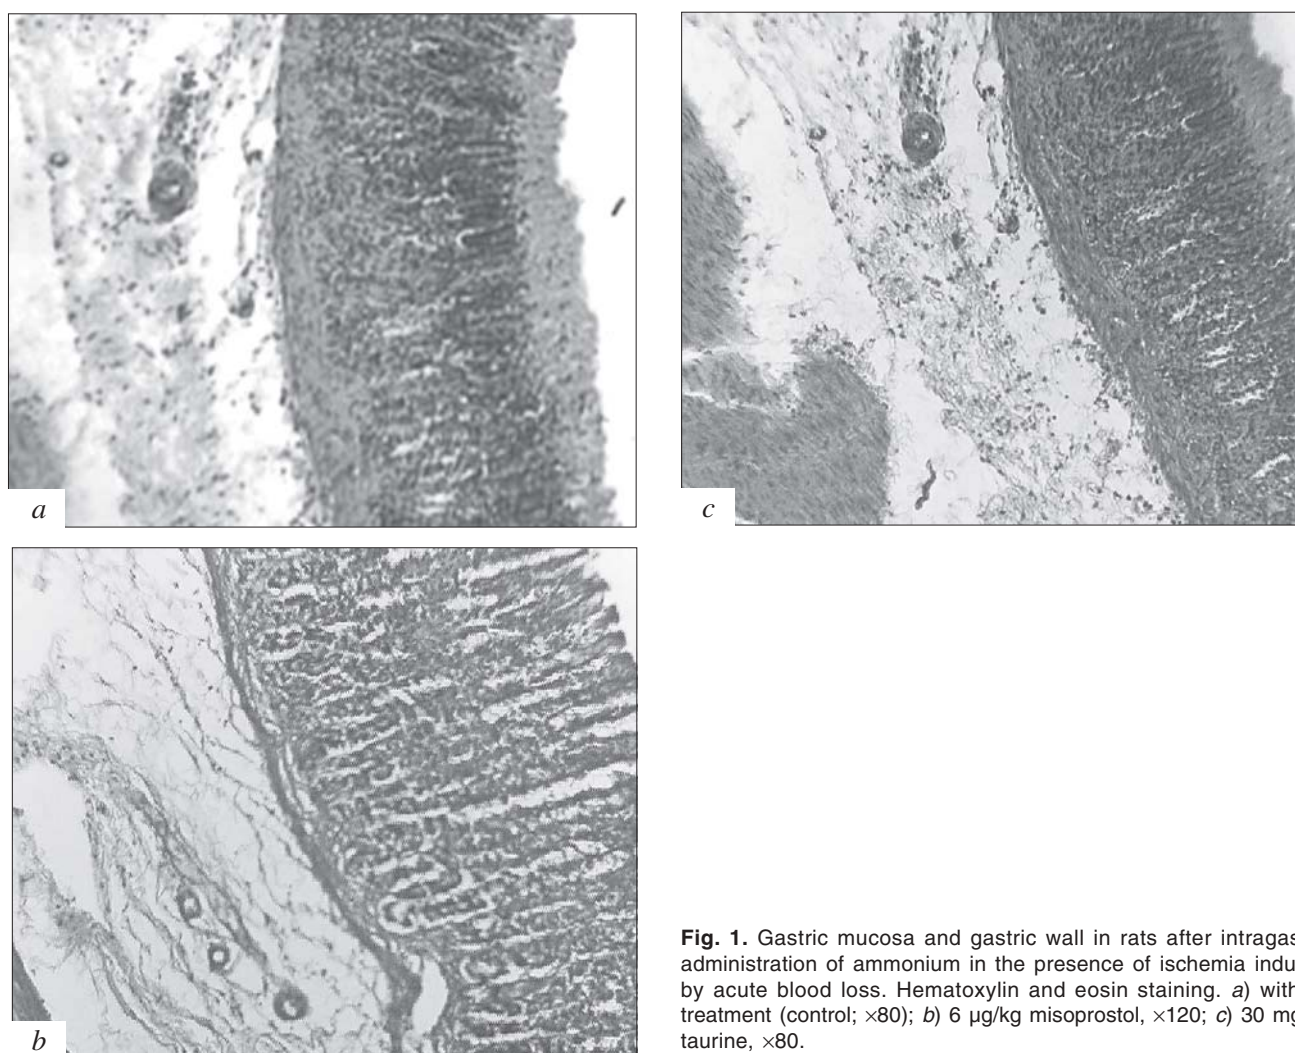 a
c
b
Fig. 1. Gastric mucosa and gastric wall in rats after intragas
administration of ammonium in the presence of ischemia indu
by acute blood loss. Hematoxylin and eosin staining. a) with
treatment (control; ×80); b) 6 µg/kg misoprostol, ×120; c) 30 mg
taurine, ×80.